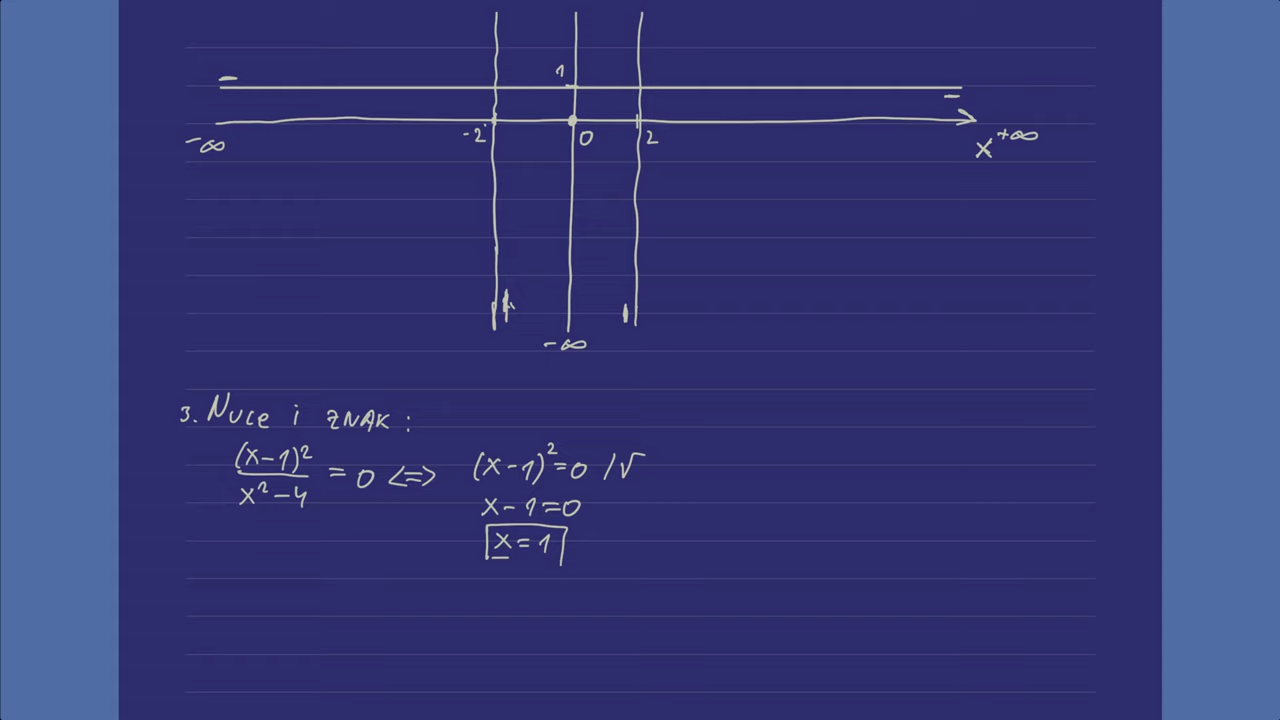 1
-∞ -2 0 2 x +∞
-∞
3. Nule i ZNAK:
(x-1)²/x²-4 = 0 <=> (x-1)²=0 /√
x-1=0
x=1